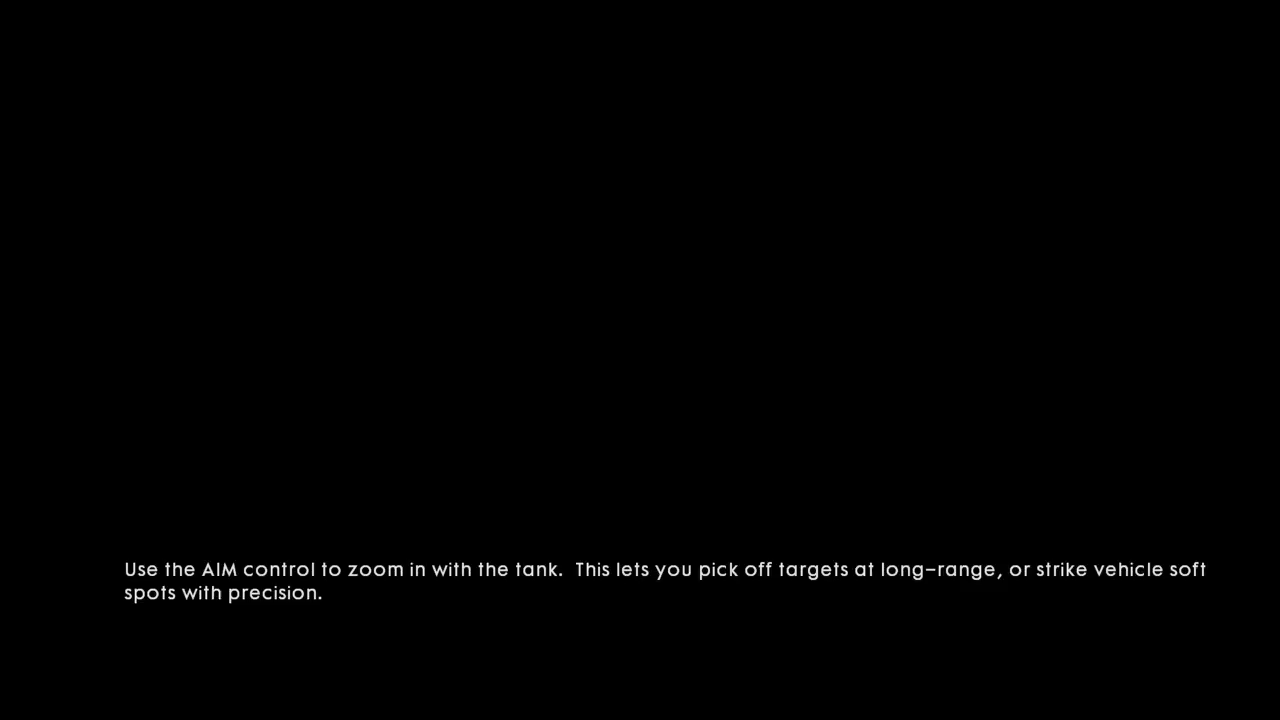 Use the AIM control to zoom in with the tank.  This lets you pick off targets at long-range, or strike vehicle soft
spots with precision.